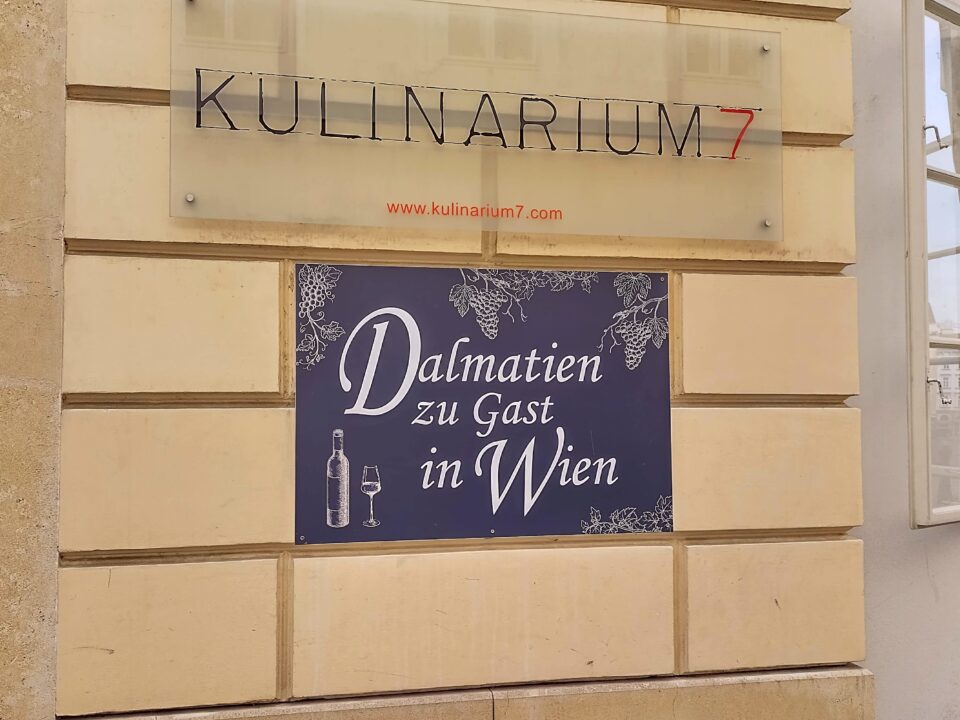 KULINARIUM7
www.kulinarium7.com
Dalmatien
zu Gast
in Wien